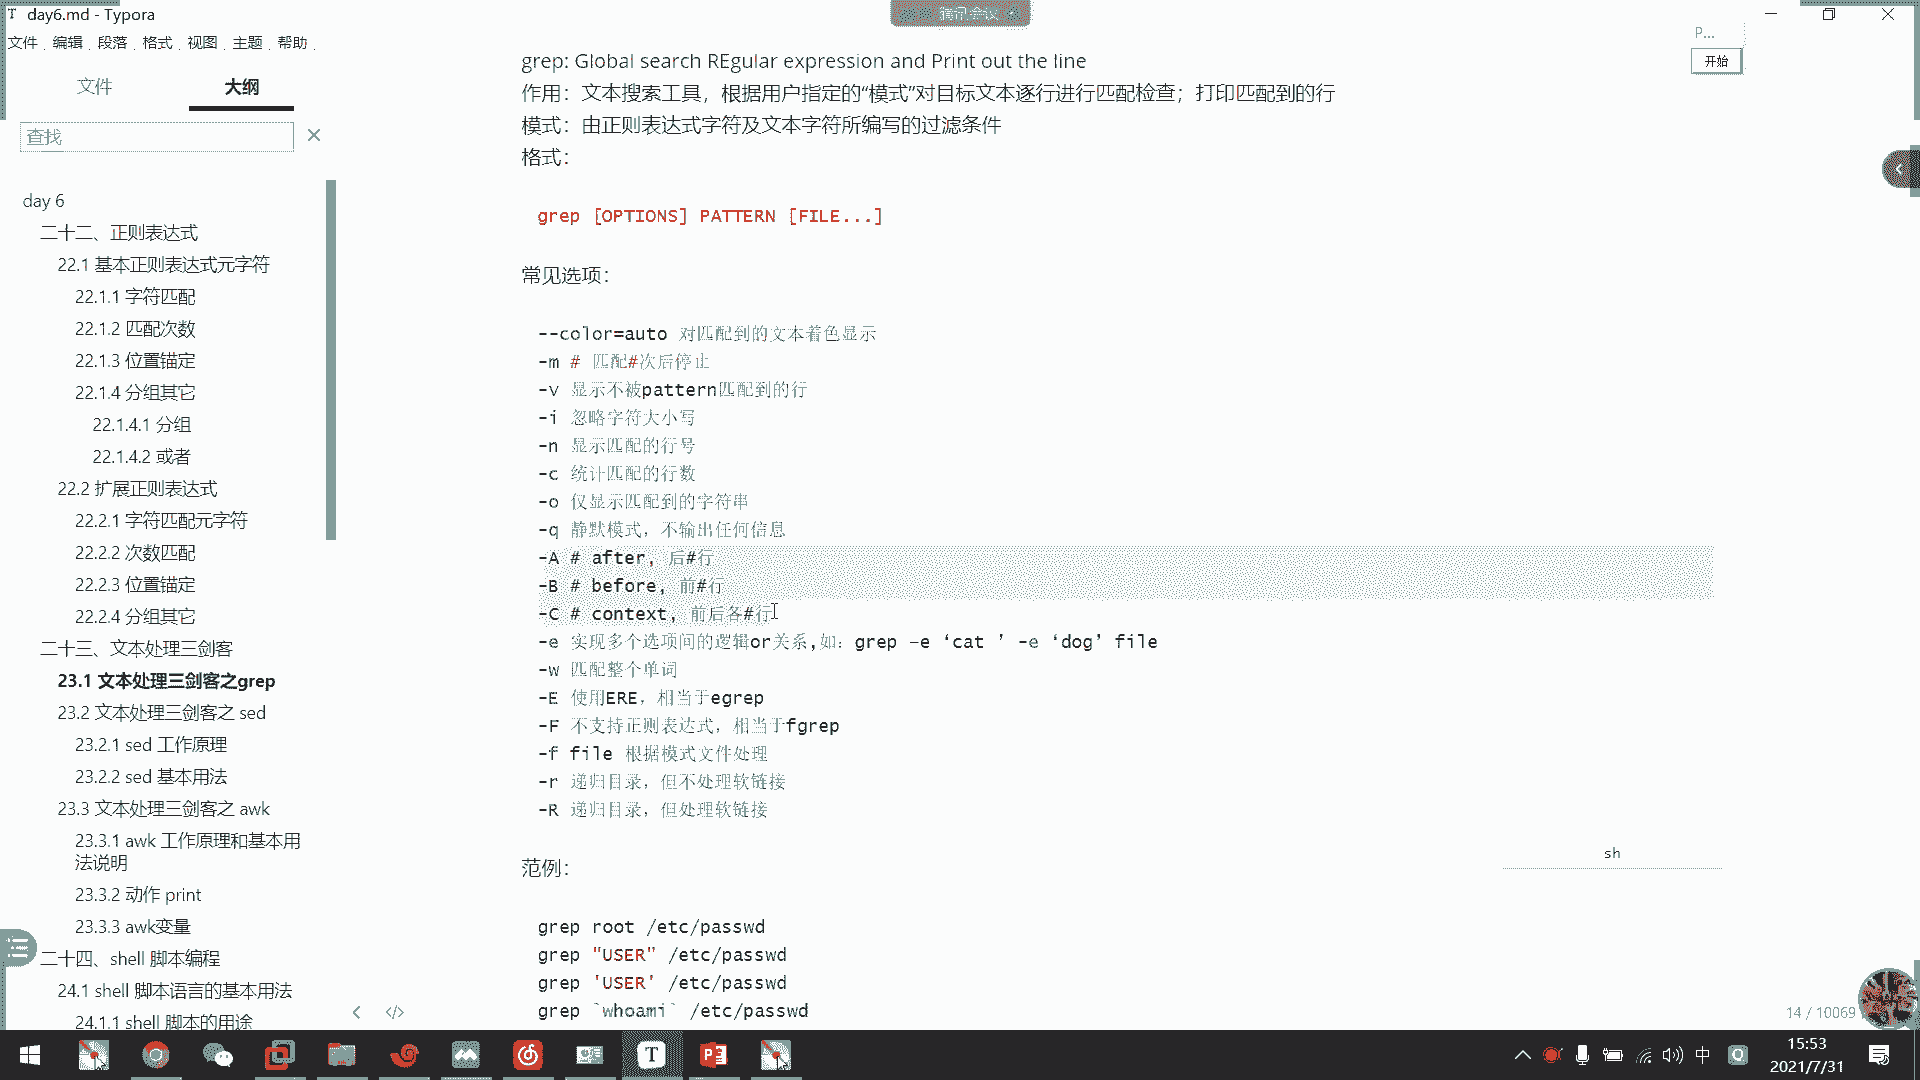 day6.md - Typora
文件 编辑 段落 格式 视图 主题 帮助
文件 大纲
查找
day 6
二十二、正则表达式
22.1 基本正则表达式元字符
22.1.1 字符匹配
22.1.2 匹配次数
22.1.3 位置锚定
22.1.4 分组其它
22.1.4.1 分组
22.1.4.2 或者
22.2 扩展正则表达式
22.2.1 字符匹配元字符
22.2.2 次数匹配
22.2.3 位置锚定
22.2.4 分组其它
二十三、文本处理三剑客
23.1 文本处理三剑客之grep
23.2 文本处理三剑客之 sed
23.2.1 sed 工作原理
23.2.2 sed 基本用法
23.3 文本处理三剑客之 awk
23.3.1 awk 工作原理和基本用
法说明
23.3.2 动作 print
23.3.3 awk变量
二十四、shell 脚本编程
24.1 shell 脚本语言的基本用法
24.1.1 shell 脚本的用途
grep: Global search REgular expression and Print out the line
作用：文本搜索工具，根据用户指定的“模式”对目标文本逐行进行匹配检查；打印匹配到的行
模式：由正则表达式字符及文本字符所编写的过滤条件
格式：
grep [OPTIONS] PATTERN [FILE...]
常见选项：
--color=auto 对匹配到的文本着色显示
-m # 匹配#次后停止
-v 显示不被pattern匹配到的行
-i 忽略字符大小写
-n 显示匹配的行号
-c 统计匹配的行数
-o 仅显示匹配到的字符串
-q 静默模式，不输出任何信息
-A # after, 后#行
-B # before, 前#行
-C # context, 前后各#行
-e 实现多个选项间的逻辑or关系,如：grep –e ‘cat ’ -e ‘dog’ file
-w 匹配整个单词
-E 使用ERE，相当于egrep
-F 不支持正则表达式，相当于fgrep
-f file 根据模式文件处理
-r 递归目录，但不处理软链接
-R 递归目录，但处理软链接
sh
范例：
grep root /etc/passwd
grep "USER" /etc/passwd
grep 'USER' /etc/passwd
grep `whoami` /etc/passwd
14 / 10069
P...
开始
腾讯会议
中
15:53
2021/7/31